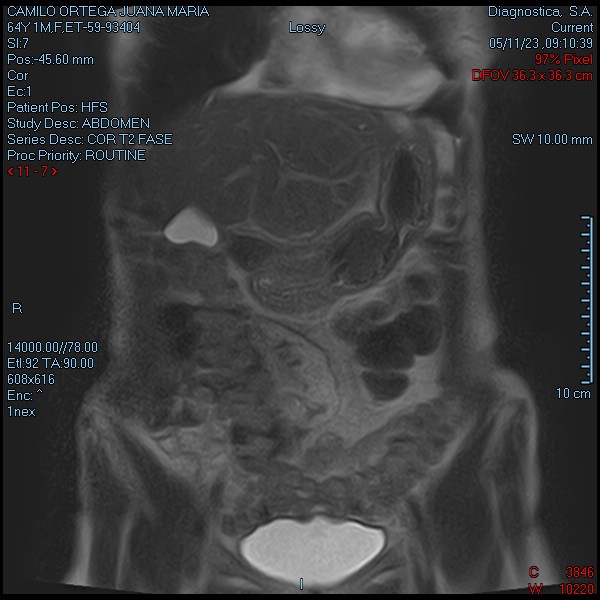 CAMILO ORTEGA JUANA MARIA
64Y 1M,F,ET-59-93404
Sl:7
Pos:-45.60 mm
Cor
Ec:1
Patient Pos: HFS
Study Desc: ABDOMEN
Series Desc: COR T2 FASE
Proc Priority: ROUTINE
< 11 - 7 >
Lossy
Diagnostica, S.A.
Current
05/11/23 ,09:10:39
97% Pixel
DFOV 36.3 x 36.3 cm
SW 10.00 mm
R
14000.00//78.00
Etl:92 TA:90.00
608x616
Enc: ^
1nex
10 cm
I
C 3846
W 10220